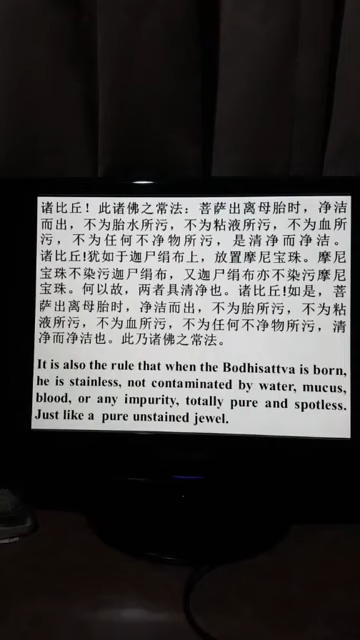 诸比丘！此诸佛之常法：菩萨出离母胎时，净洁
而出，不为胎水所污，不为粘液所污，不为血所
污，不为任何不净物所污，是清净而净洁。
诸比丘!犹如于迦尸绢布上，放置摩尼宝珠。摩尼
宝珠不染污迦尸绢布，又迦尸绢布亦不染污摩尼
宝珠。何以故，两者具清净也。诸比丘!如是，菩
萨出离母胎时，净洁而出，不为胎所污，不为粘
液所污，不为血所污，不为任何不净物所污，清
净而净洁也。此乃诸佛之常法。
It is also the rule that when the Bodhisattva is born,
he is stainless, not contaminated by water, mucus,
blood, or any impurity, totally pure and spotless.
Just like a pure unstained jewel.